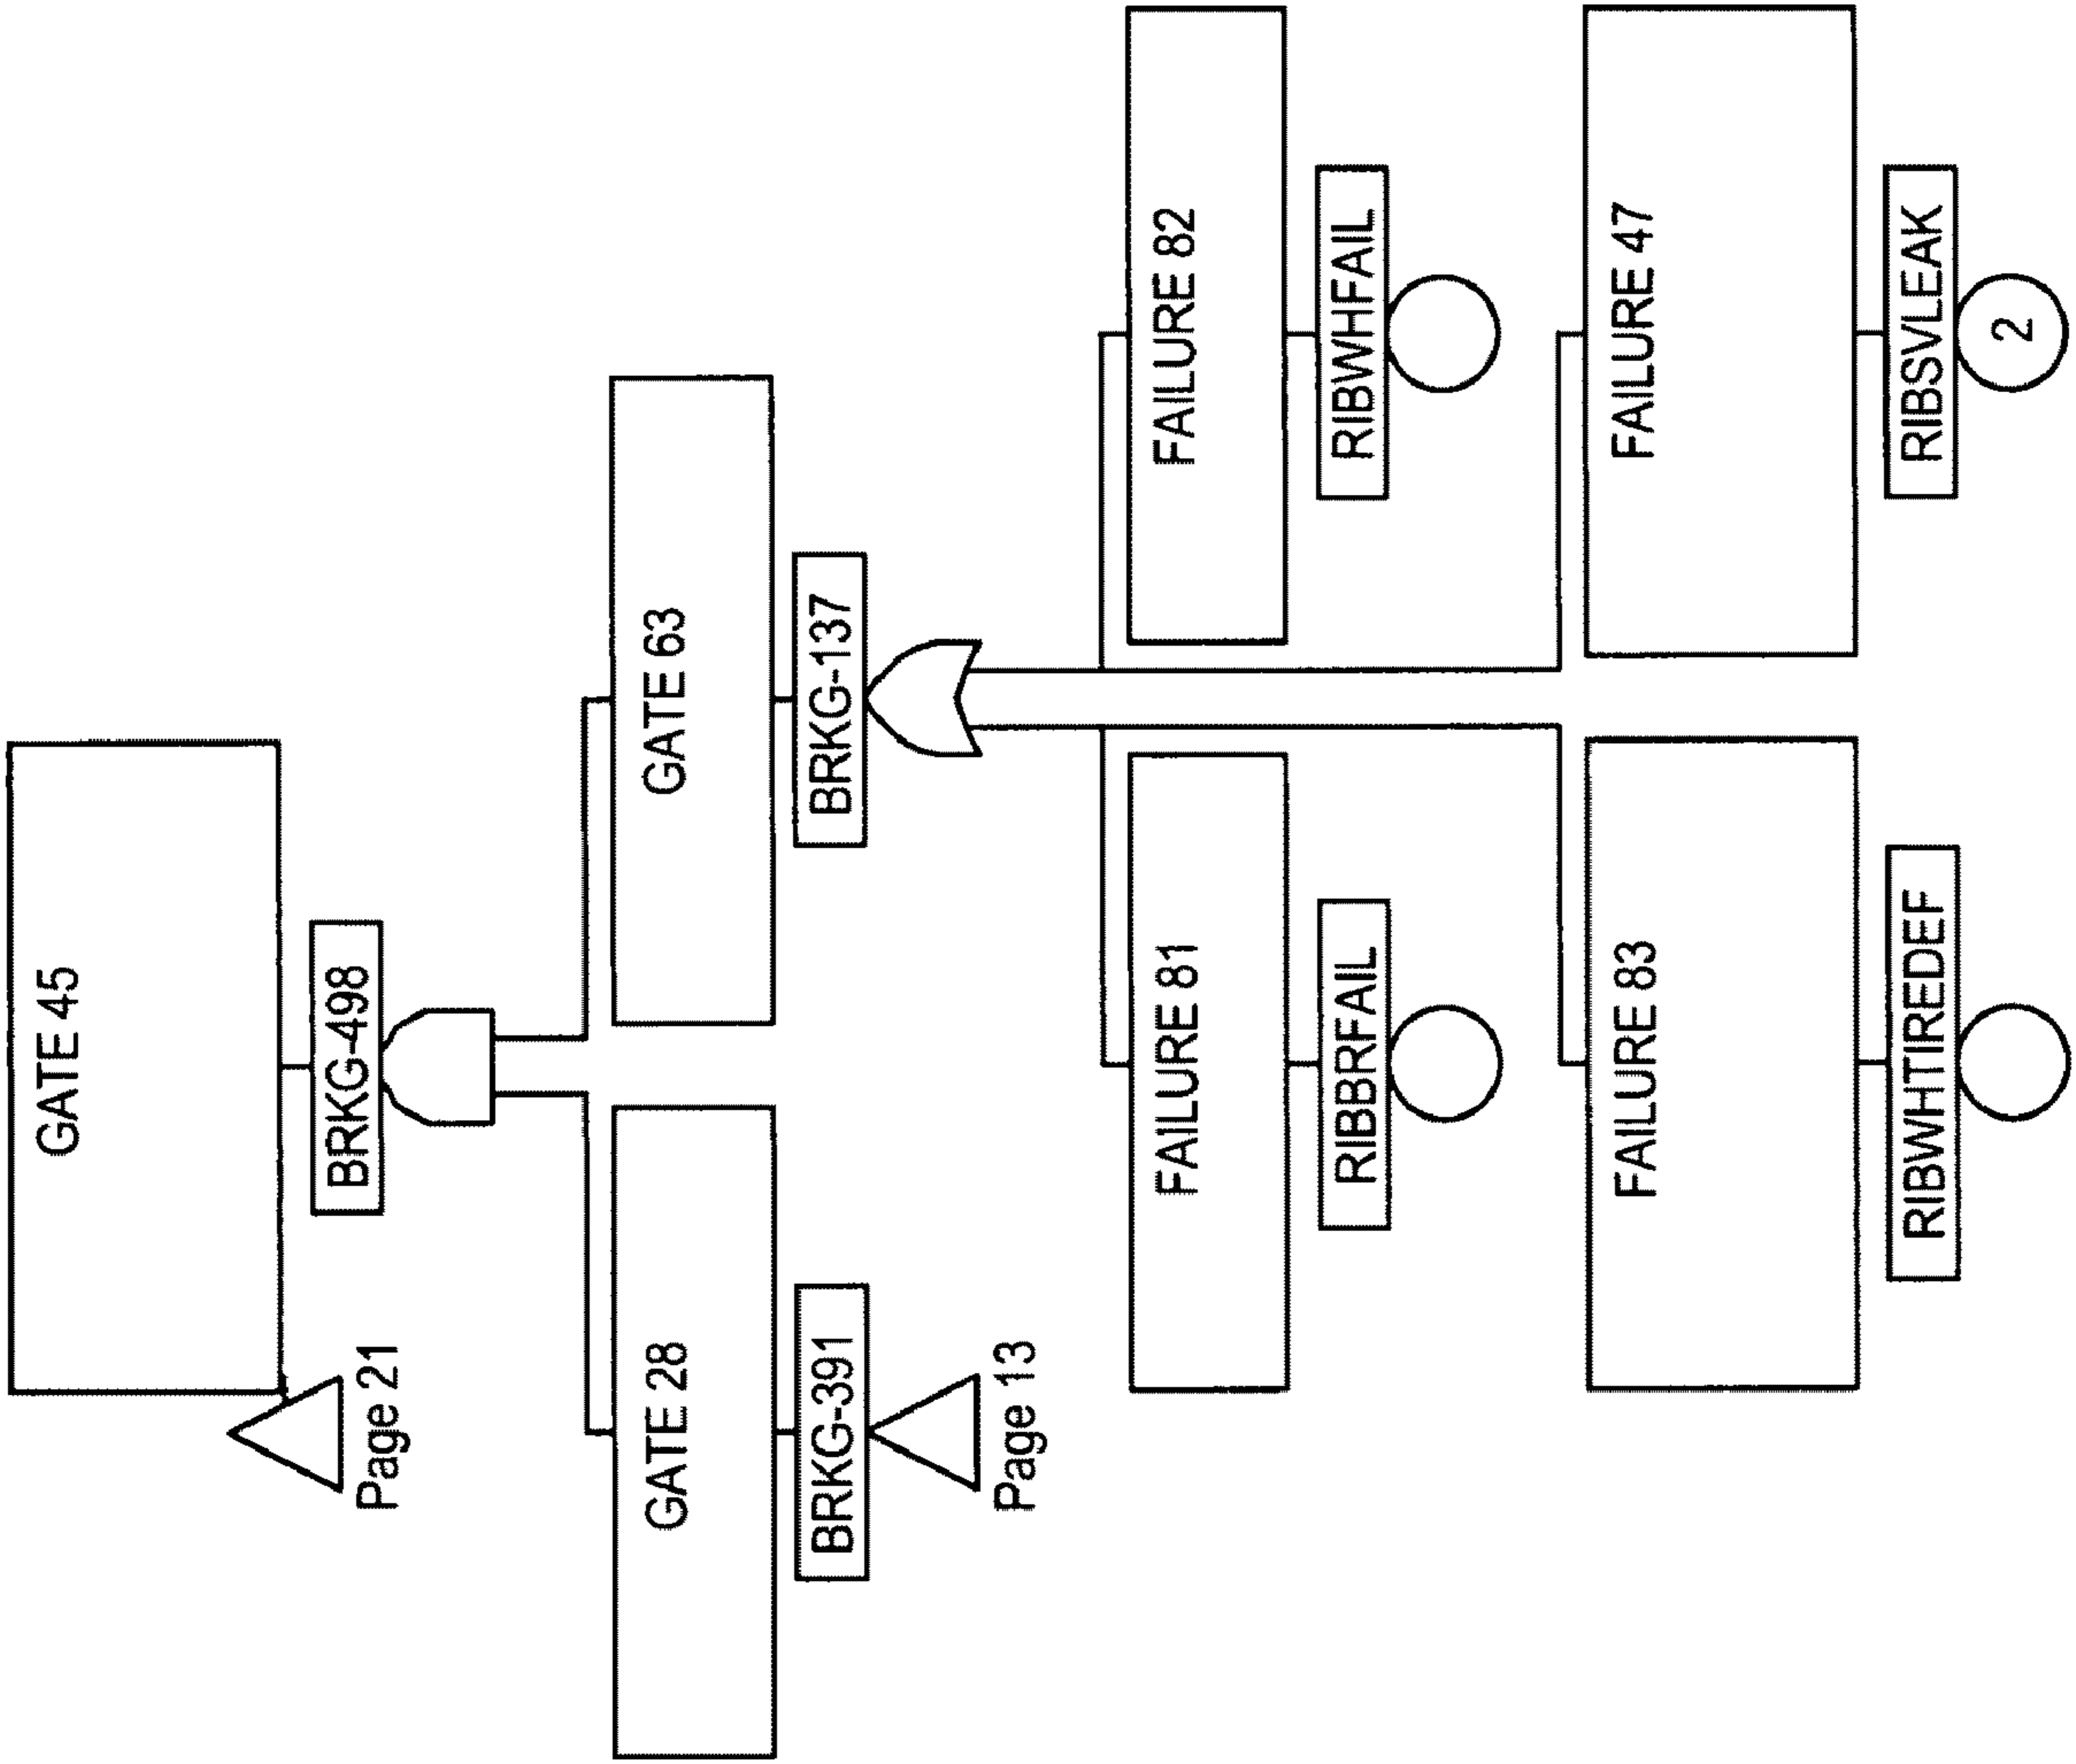 GATE 45
BRKG-498
Page 21
GATE 28
BRKG-391
Page 13
GATE 63
BRKG-137
FAILURE 81
RIBBRFAIL
FAILURE 82
RIBWHFAIL
FAILURE 83
RIBWHTIREDEF
FAILURE 47
RIBSVLEAK
2